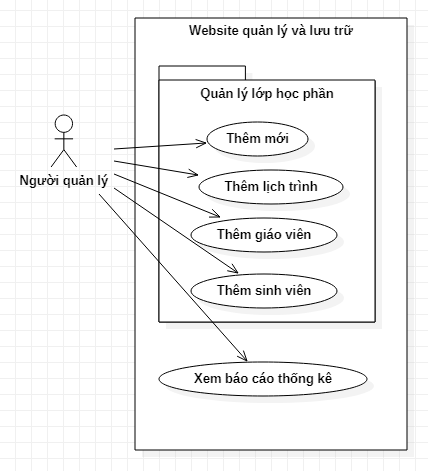 Website quản lý và lưu trữ
Quản lý lớp học phần
Thêm mới
Thêm lịch trình
Người quản lý
Thêm giáo viên
Thêm sinh viên
Xem báo cáo thống kê